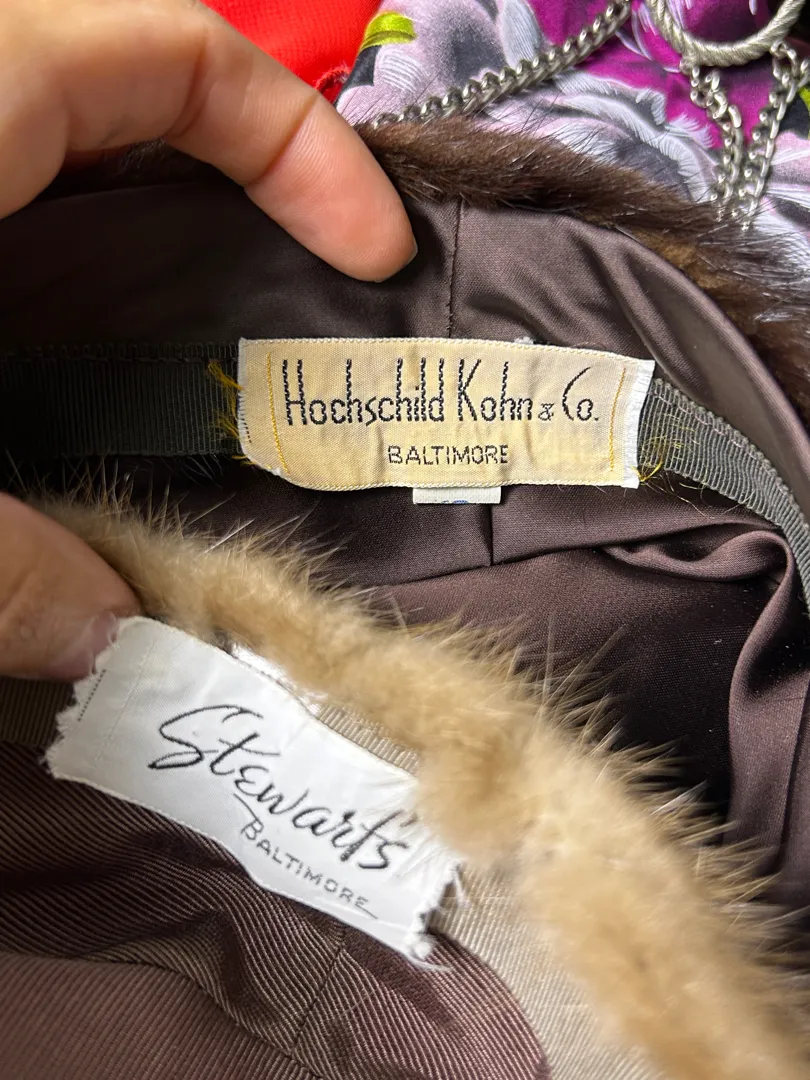 Hochschild Kohn & Co.
BALTIMORE
Stewart's
BALTIMORE